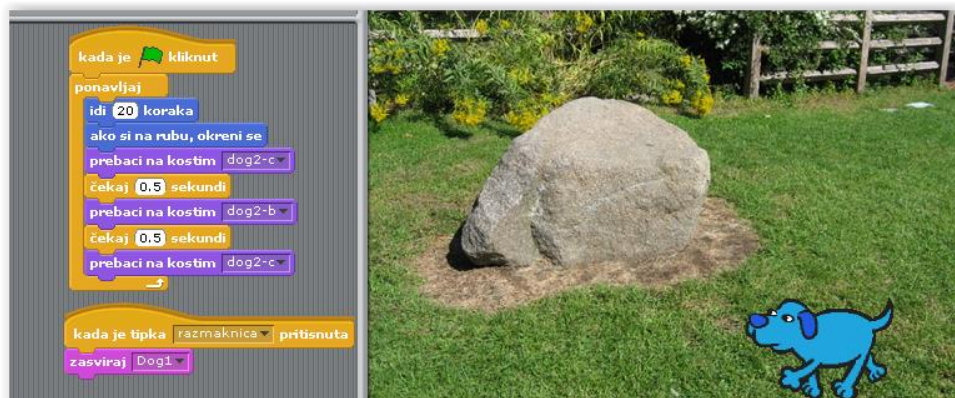 kada je kliknut
ponavljaj
idi 20 koraka
ako si na rubu, okreni se
prebaci na kostim dog2-c
čekaj 0.5 sekundi
prebaci na kostim dog2-b
čekaj 0.5 sekundi
prebaci na kostim dog2-c
kada je tipka razmaknica pritisnuta
zasviraj Dog1